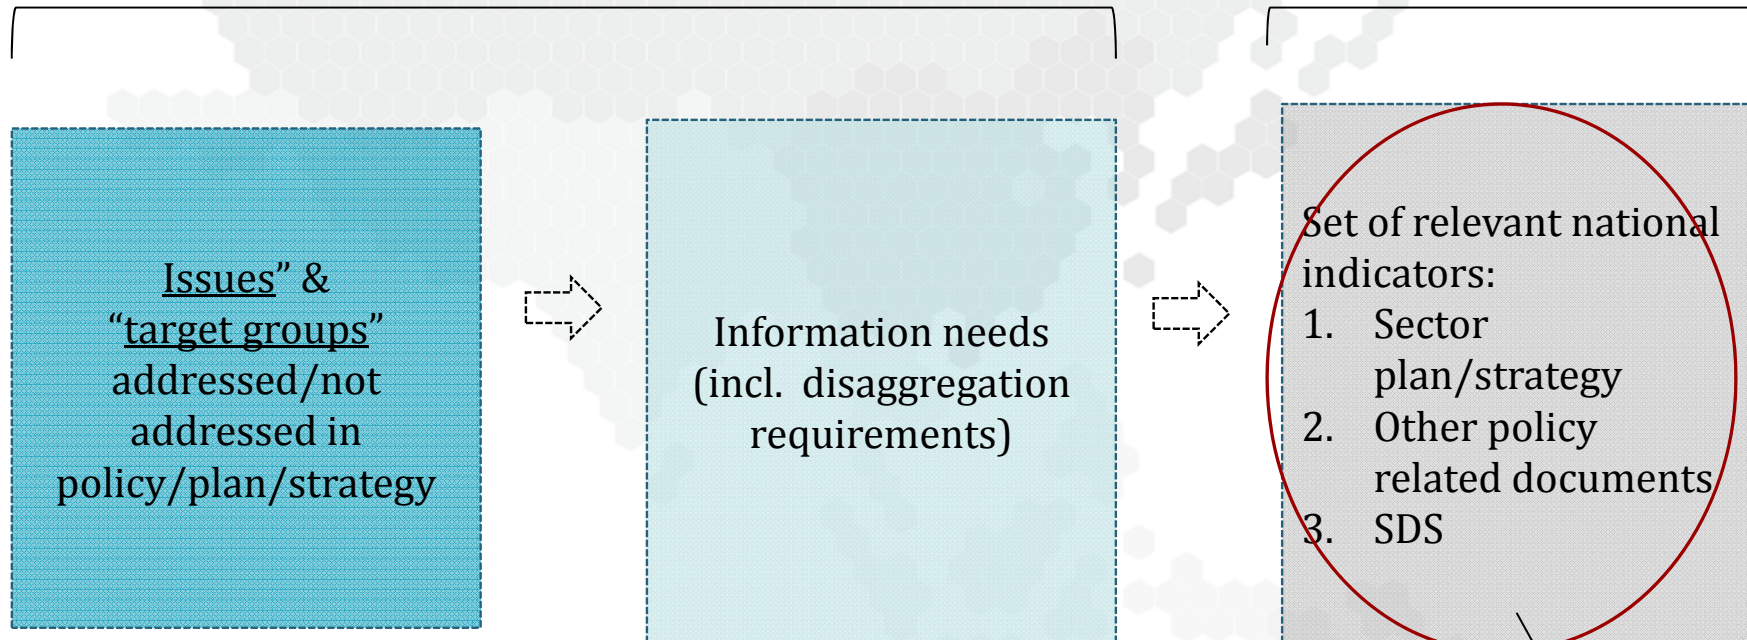 Issues” &
“target groups”
addressed/not
addressed in
policy/plan/strategy
Information needs
(incl. disaggregation
requirements)
Set of relevant national
indicators:
1. Sector
plan/strategy
2. Other policy
related documents
3. SDS